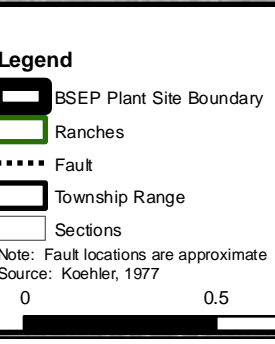 Legend
BSEP Plant Site Boundary
Ranches
Fault
Township Range
Sections
Note: Fault locations are approximate
Source: Koehler, 1977
0 0.5